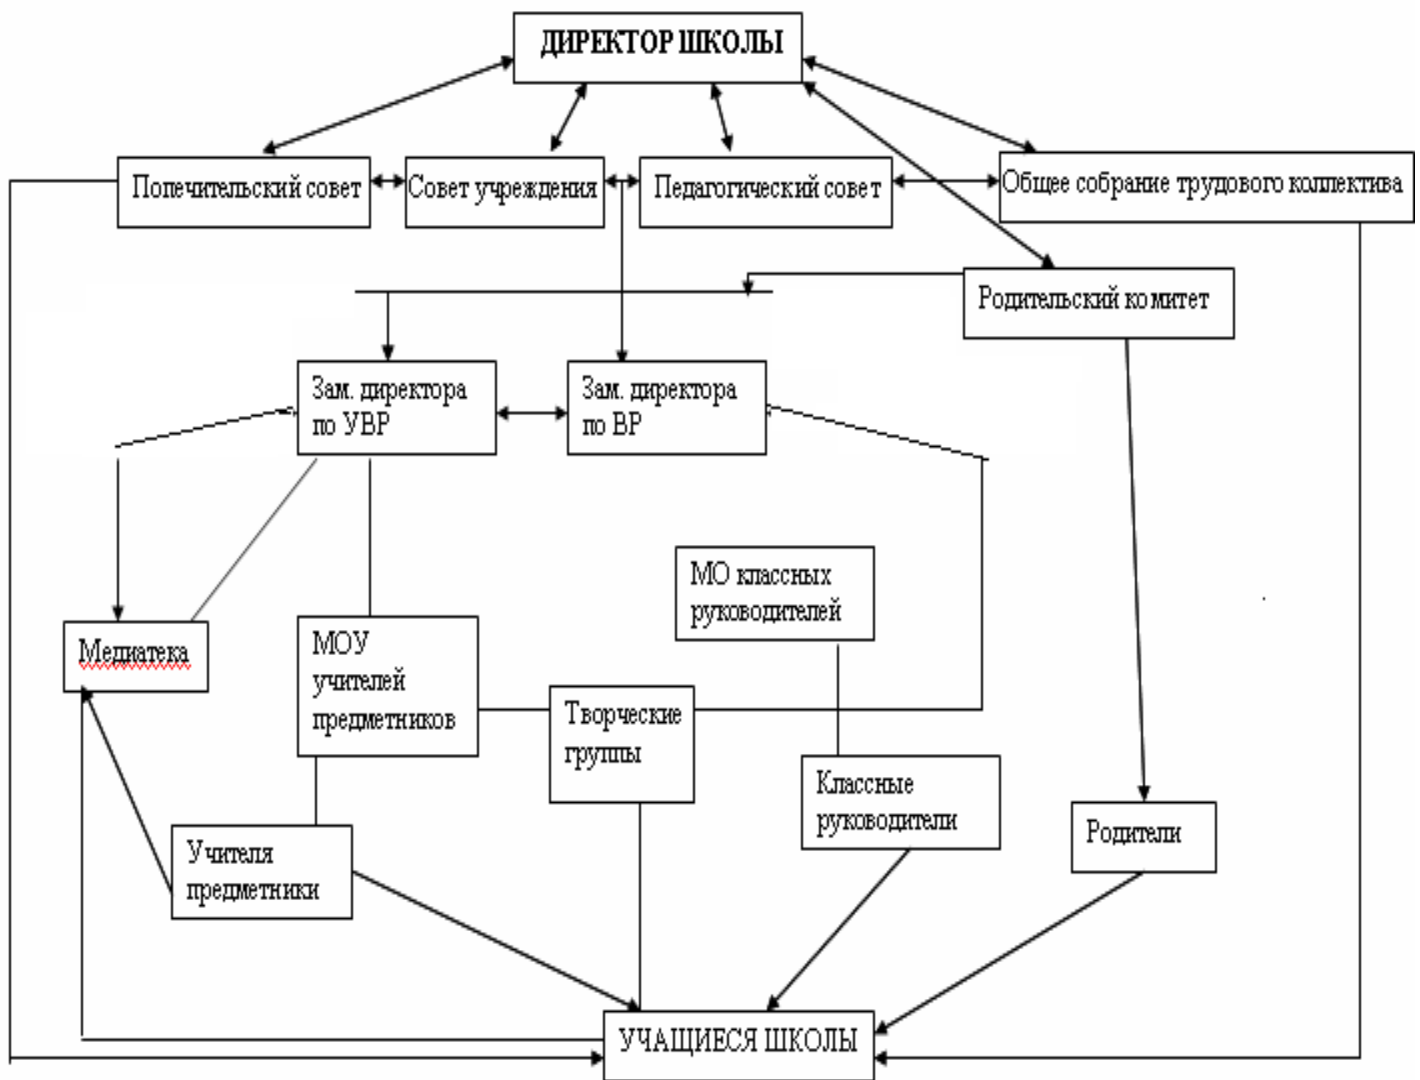 ДИРЕКТОР ШКОЛЫ
Попечительский совет
Совет учреждения
Педагогический совет
Общее собрание трудового коллектива
Родительский комитет
Зам. директора
по УВР
Зам. директора
по ВР
МО классных
руководителей
Медиатека
МОУ
учителей
предметников
Творческие
группы
Классные
руководители
Родители
Учителя
предметники
УЧАЩИЕСЯ ШКОЛЫ